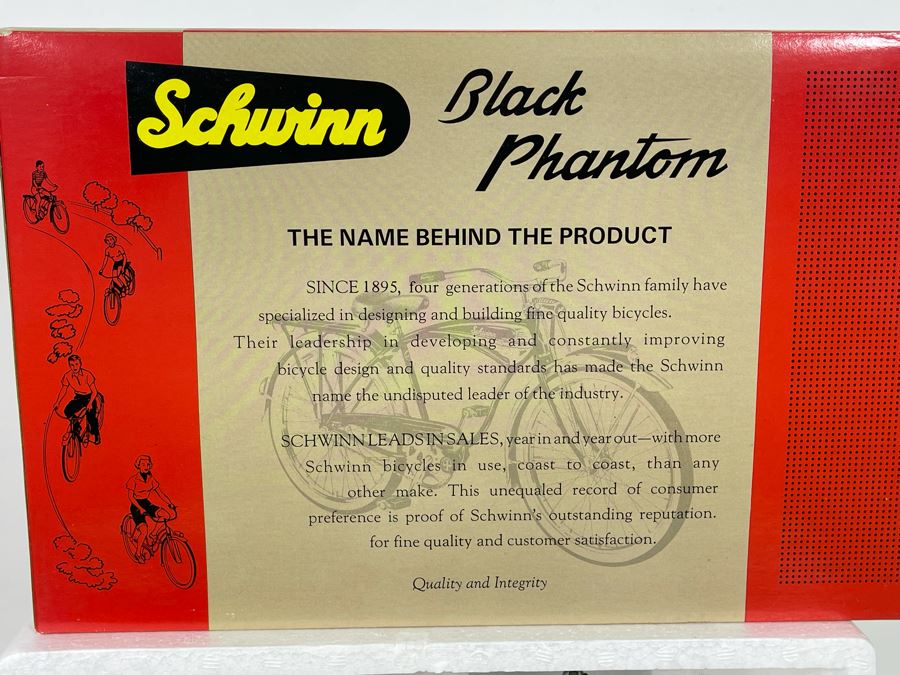 Schwinn
Black
Phantom
THE NAME BEHIND THE PRODUCT
SINCE 1895, four generations of the Schwinn family have
specialized in designing and building fine quality bicycles.
Their leadership in developing and constantly improving
bicycle design and quality standards has made the Schwinn
name the undisputed leader of the industry.
SCHWINN LEADS IN SALES, year in and year out—with more
Schwinn bicycles in use, coast to coast, than any
other make. This unequaled record of consumer
preference is proof of Schwinn's outstanding reputation.
for fine quality and customer satisfaction.
Quality and Integrity